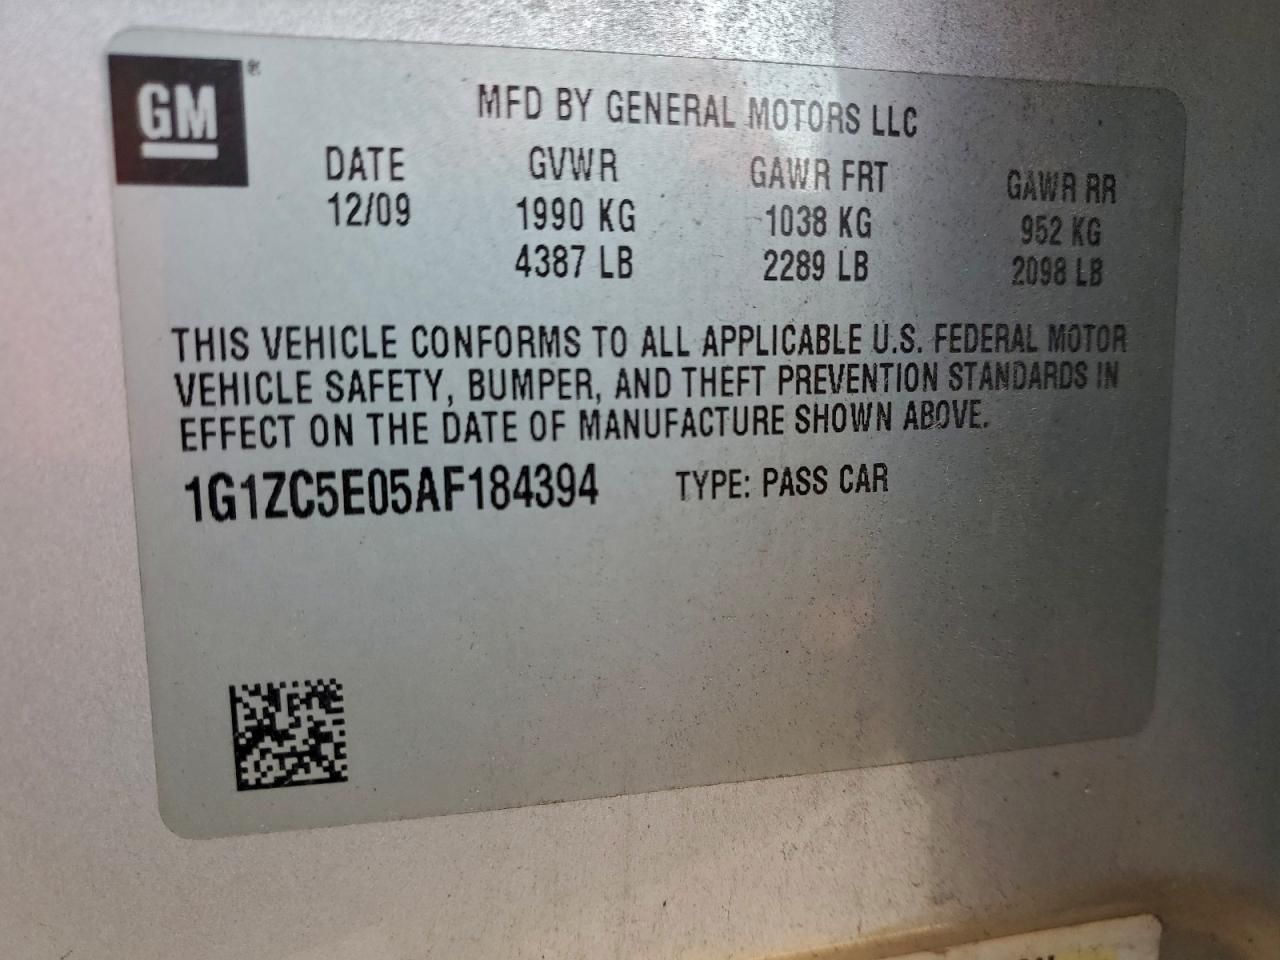 GM®
MFD BY GENERAL MOTORS LLC
DATE GVWR GAWR FRT GAWR RR
12/09 1990 KG 1038 KG 952 KG
4387 LB 2289 LB 2098 LB
THIS VEHICLE CONFORMS TO ALL APPLICABLE U.S. FEDERAL MOTOR
VEHICLE SAFETY, BUMPER, AND THEFT PREVENTION STANDARDS IN
EFFECT ON THE DATE OF MANUFACTURE SHOWN ABOVE.
1G1ZC5E05AF184394 TYPE: PASS CAR